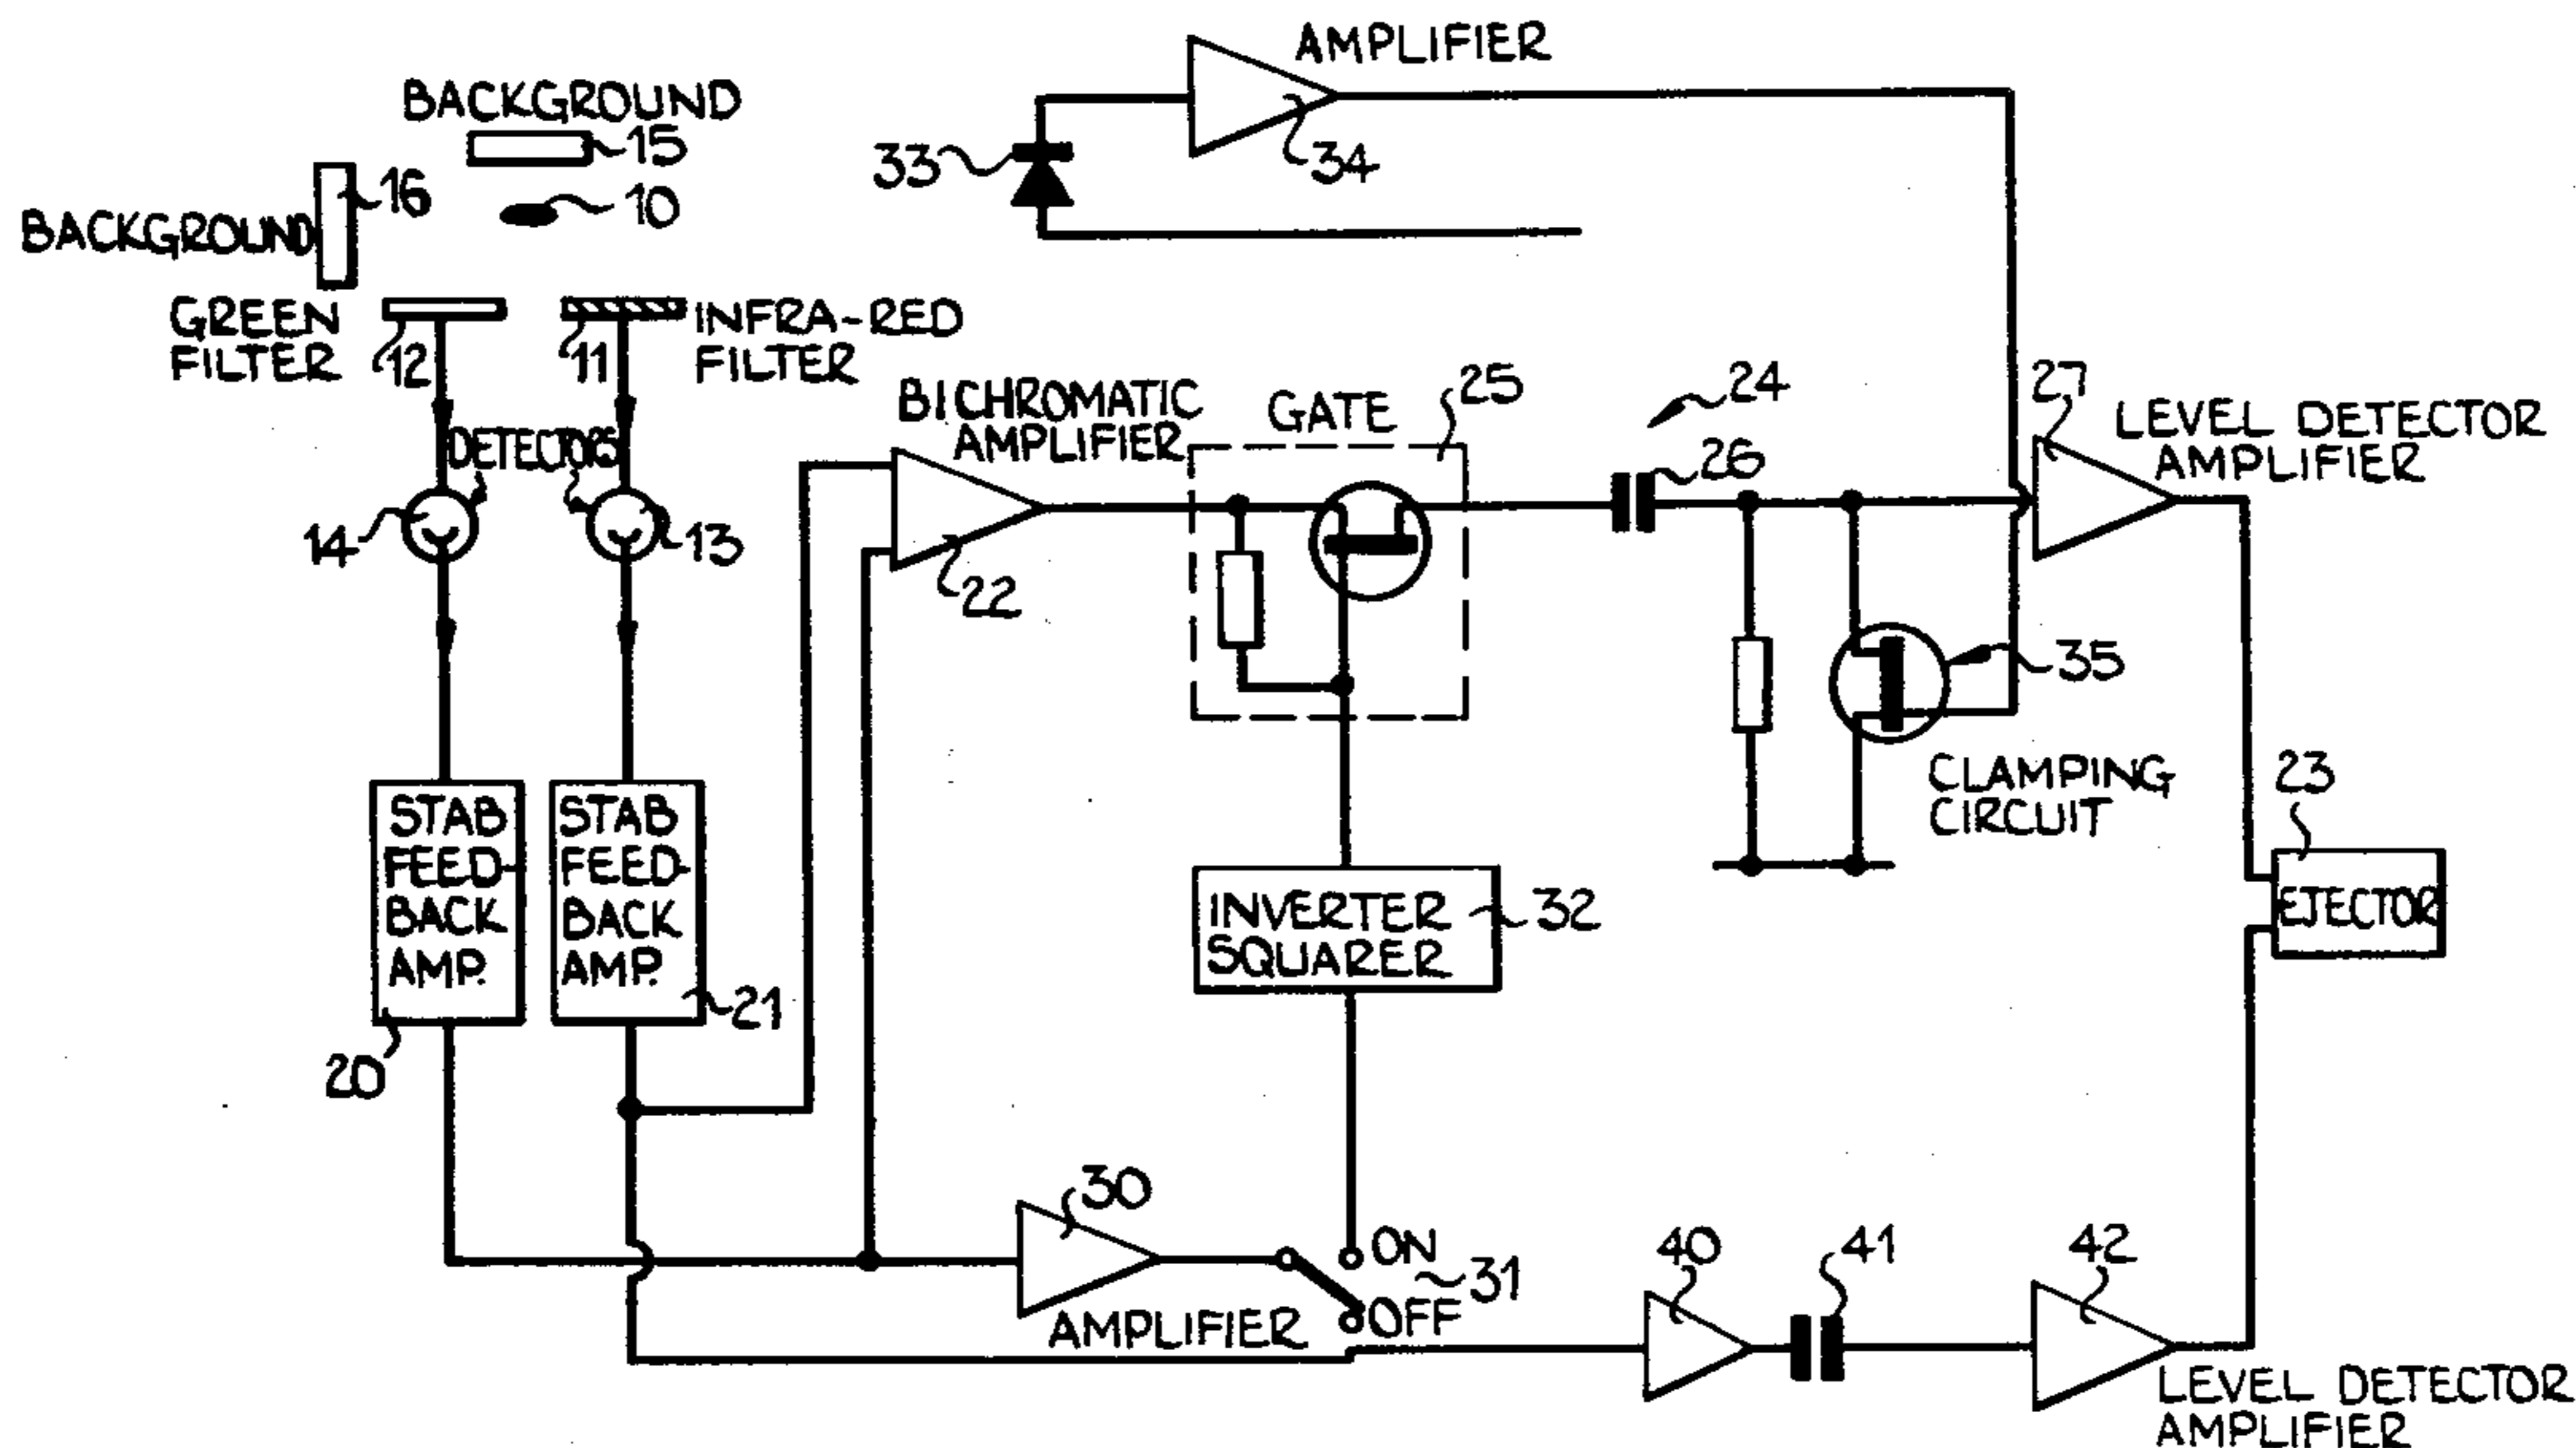 AMPLIFIER
34
33
BACKGROUND
15
16
10
BACKGROUND
GREEN
FILTER
12
11
INFRA-RED
FILTER
DETECTORS
14
13
BICHROMATIC
AMPLIFIER
22
GATE
25
24
26
27
LEVEL DETECTOR
AMPLIFIER
35
CLAMPING
CIRCUIT
23
EJECTOR
STAB
FEED-
BACK
AMP.
20
STAB
FEED-
BACK
AMP.
21
INVERTER
SQUARER
32
30
AMPLIFIER
ON
31
OFF
40
41
42
LEVEL DETECTOR
AMPLIFIER